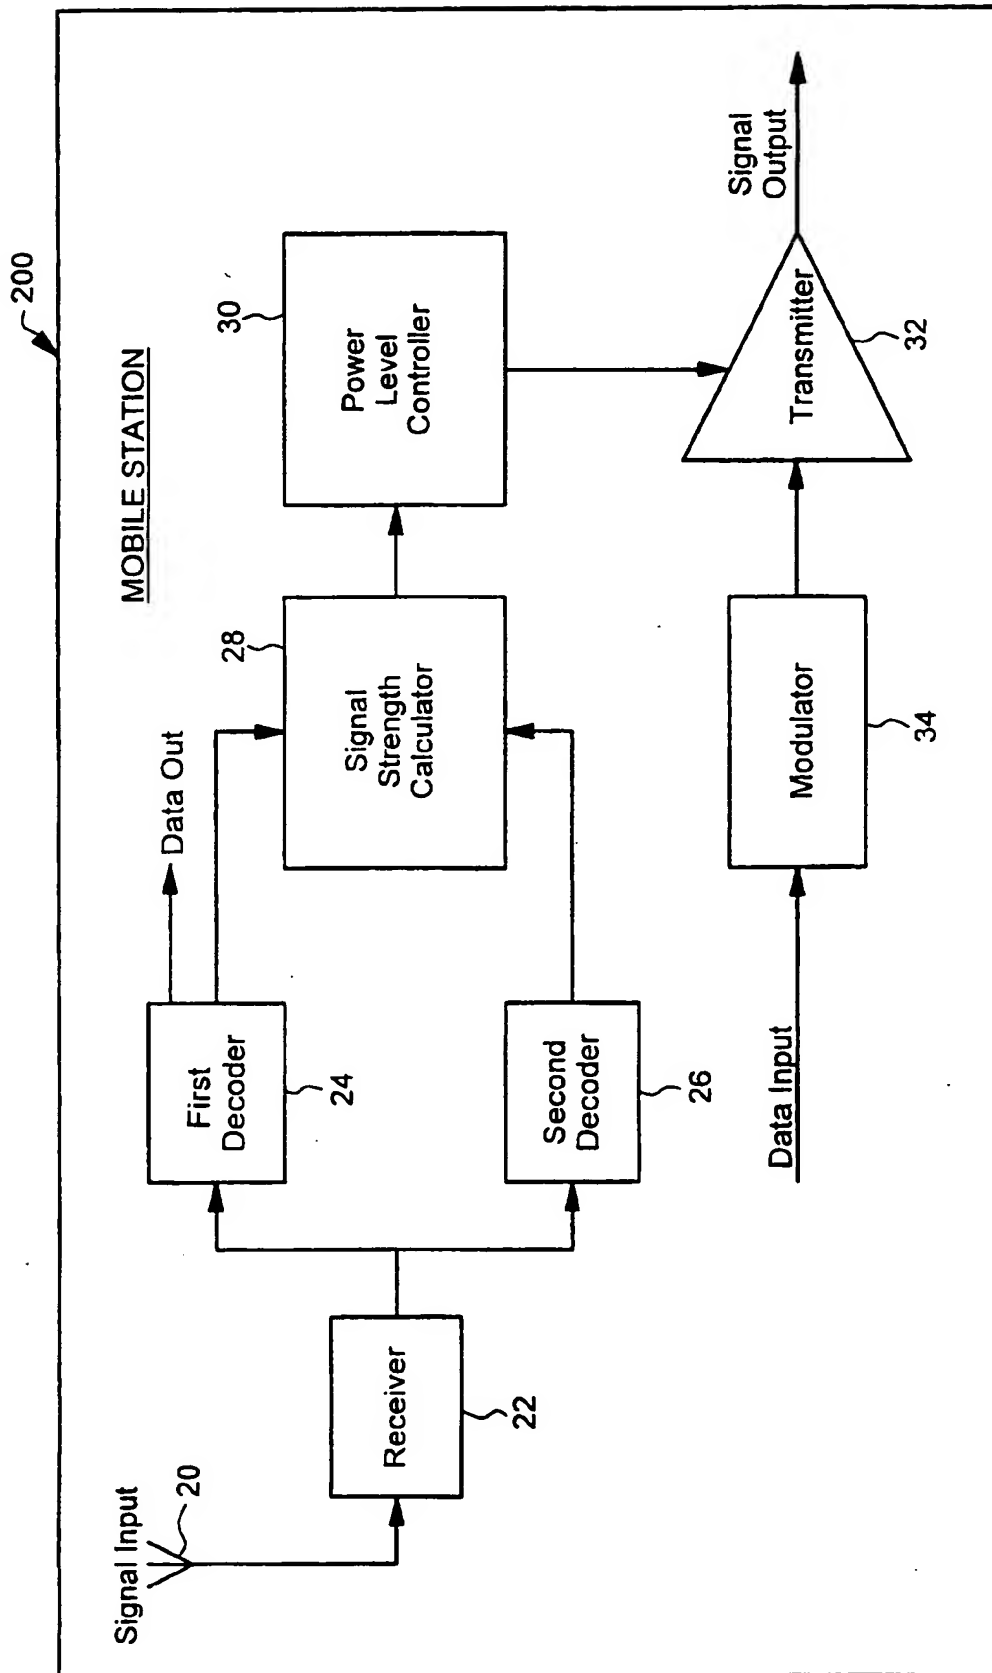 200
MOBILE STATION
Signal Input
20
Receiver
22
First
Decoder
24
Data Out
Second
Decoder
26
Signal
Strength
Calculator
28
Power
Level
Controller
30
Data Input
Modulator
34
Transmitter
32
Signal
Output